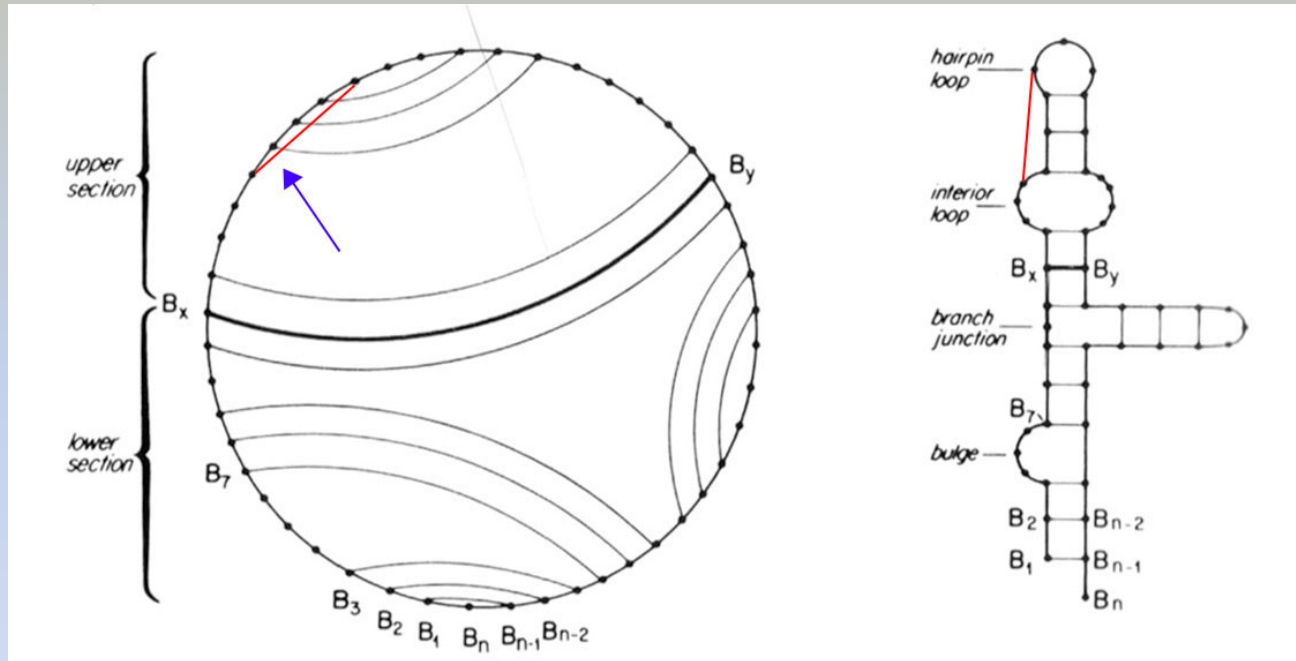 upper
section
lower
section
Bx
By
B7
B3
B2
B1
Bn
Bn-1
Bn-2
hairpin
loop
interior
loop
Bx
By
branch
junction
B7
bulge
B2
Bn-2
B1
Bn-1
Bn